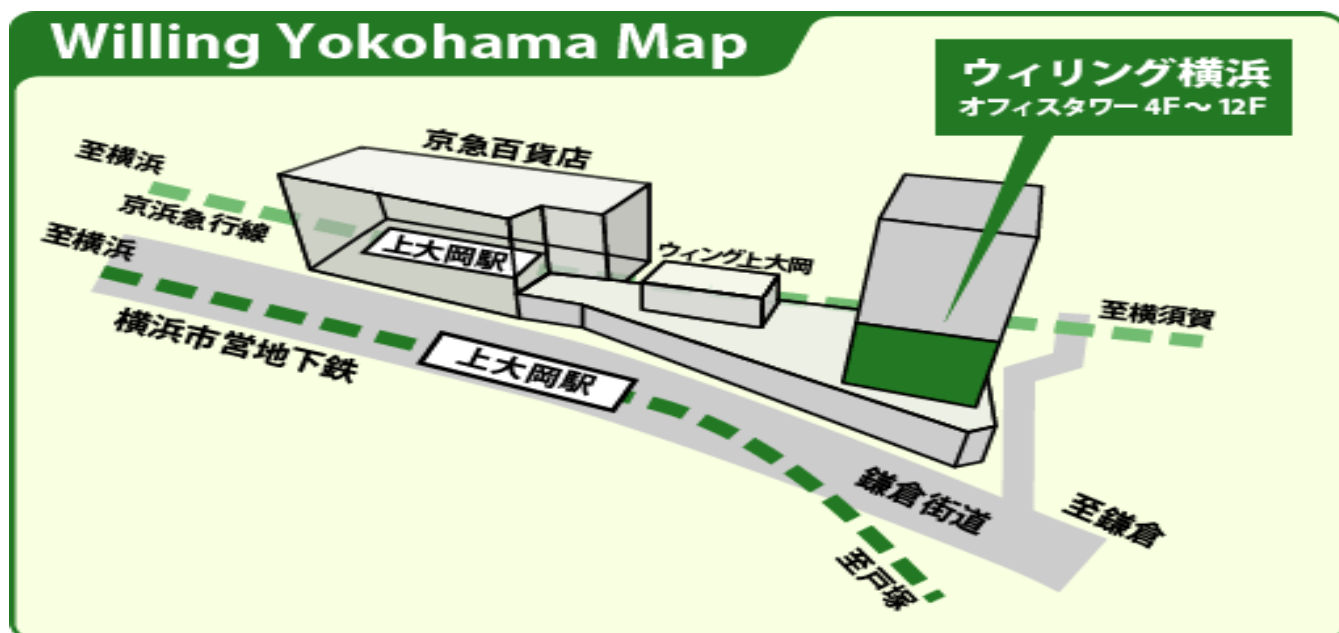 Willing Yokohama Map
ウィリング横浜
オフィスタワー 4F～12F
京急百貨店
至横浜
京浜急行線
至横浜
上大岡駅
ウィング上大岡
至横須賀
横浜市営地下鉄
上大岡駅
鎌倉街道
至鎌倉
至戸塚